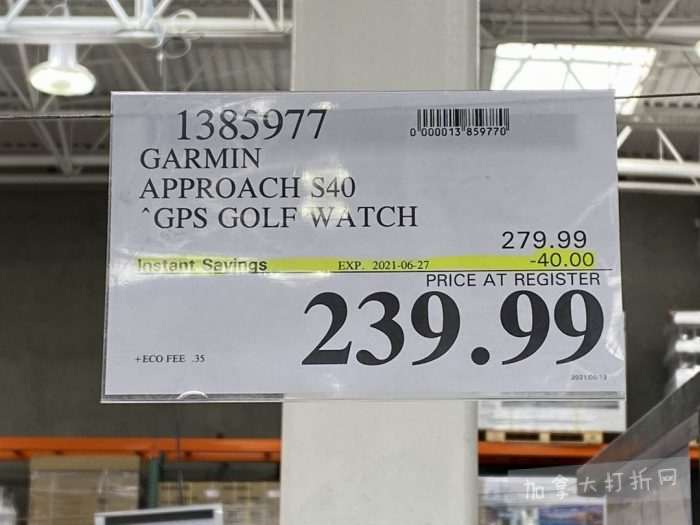 1385977
0 000013 859770
GARMIN
APPROACH S40
^GPS GOLF WATCH
279.99
Instant Savings EXP. 2021-06-27 -40.00
PRICE AT REGISTER
239.99
+ECO FEE .35
2021/06/13
加拿大打折网